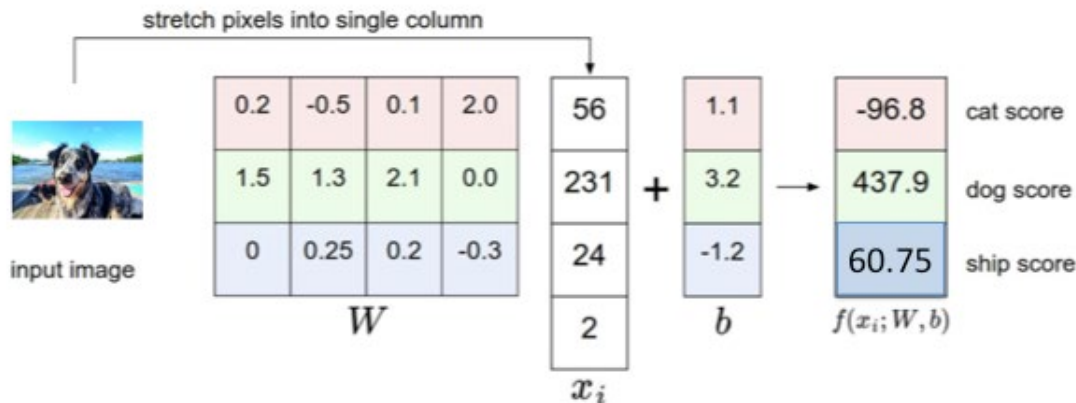 stretch pixels into single column
0.2 -0.5 0.1 2.0 56 1.1 -96.8 cat score
1.5 1.3 2.1 0.0 231 + 3.2 437.9 dog score
0 0.25 0.2 -0.3 24 -1.2 60.75 ship score
input image
2
W b f(x_i; W, b)
x_i